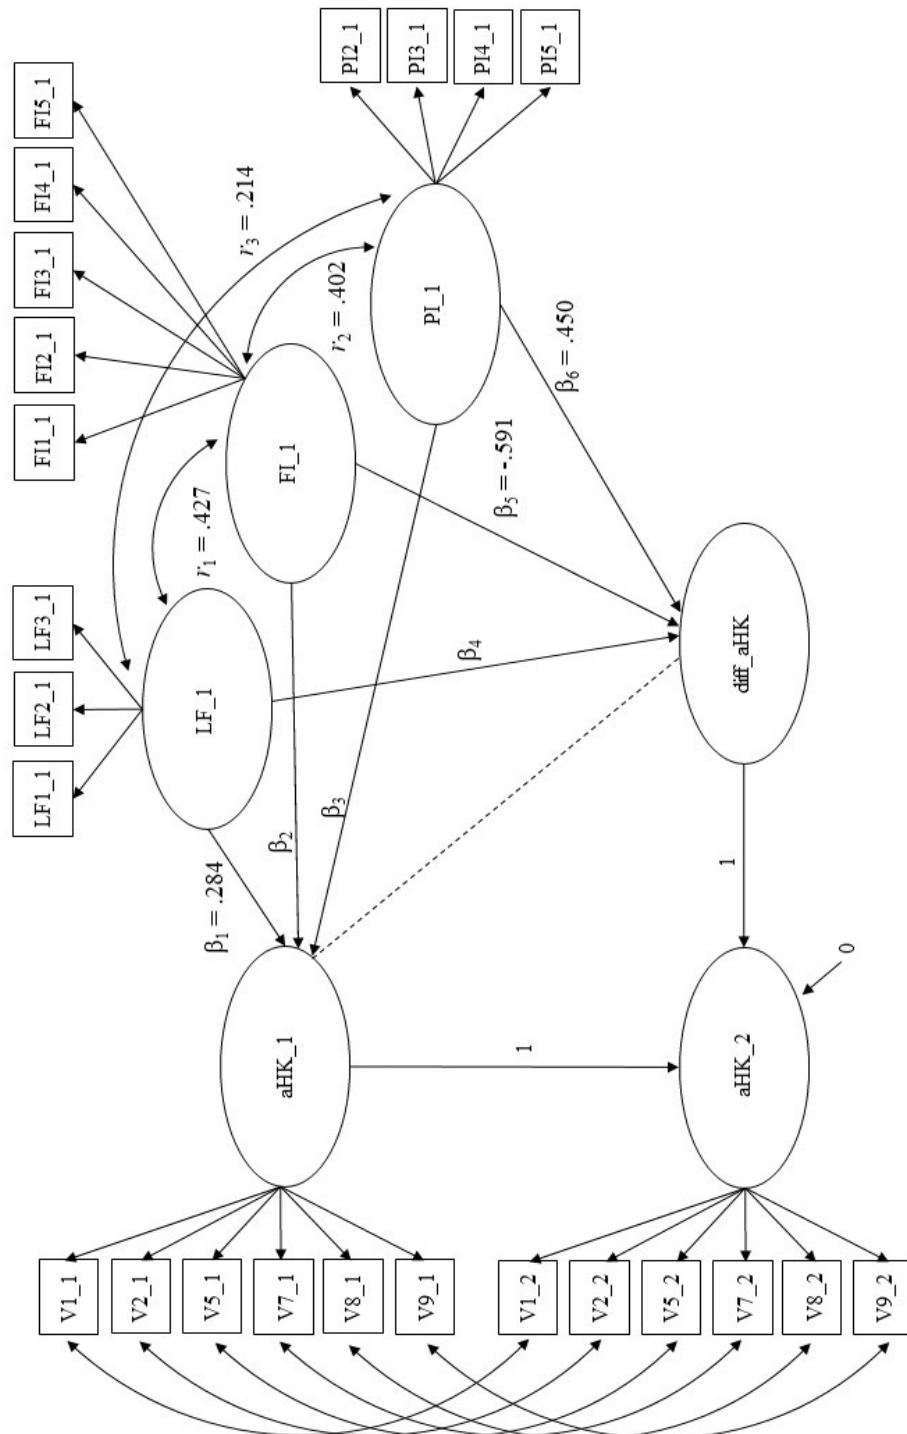 V1_1
V2_1
V5_1
V7_1
V8_1
V9_1
V1_2
V2_2
V5_2
V7_2
V8_2
V9_2
aHK_1
aHK_2
1
0
1
β1 = .284
β2
β3
β4
β5 = -.591
β6 = .450
diff_aHK
LF_1
LF1_1
LF2_1
LF3_1
r1 = .427
FI_1
FI1_1
FI2_1
FI3_1
FI4_1
FI5_1
r2 = .402
r3 = .214
PI_1
PI2_1
PI3_1
PI4_1
PI5_1